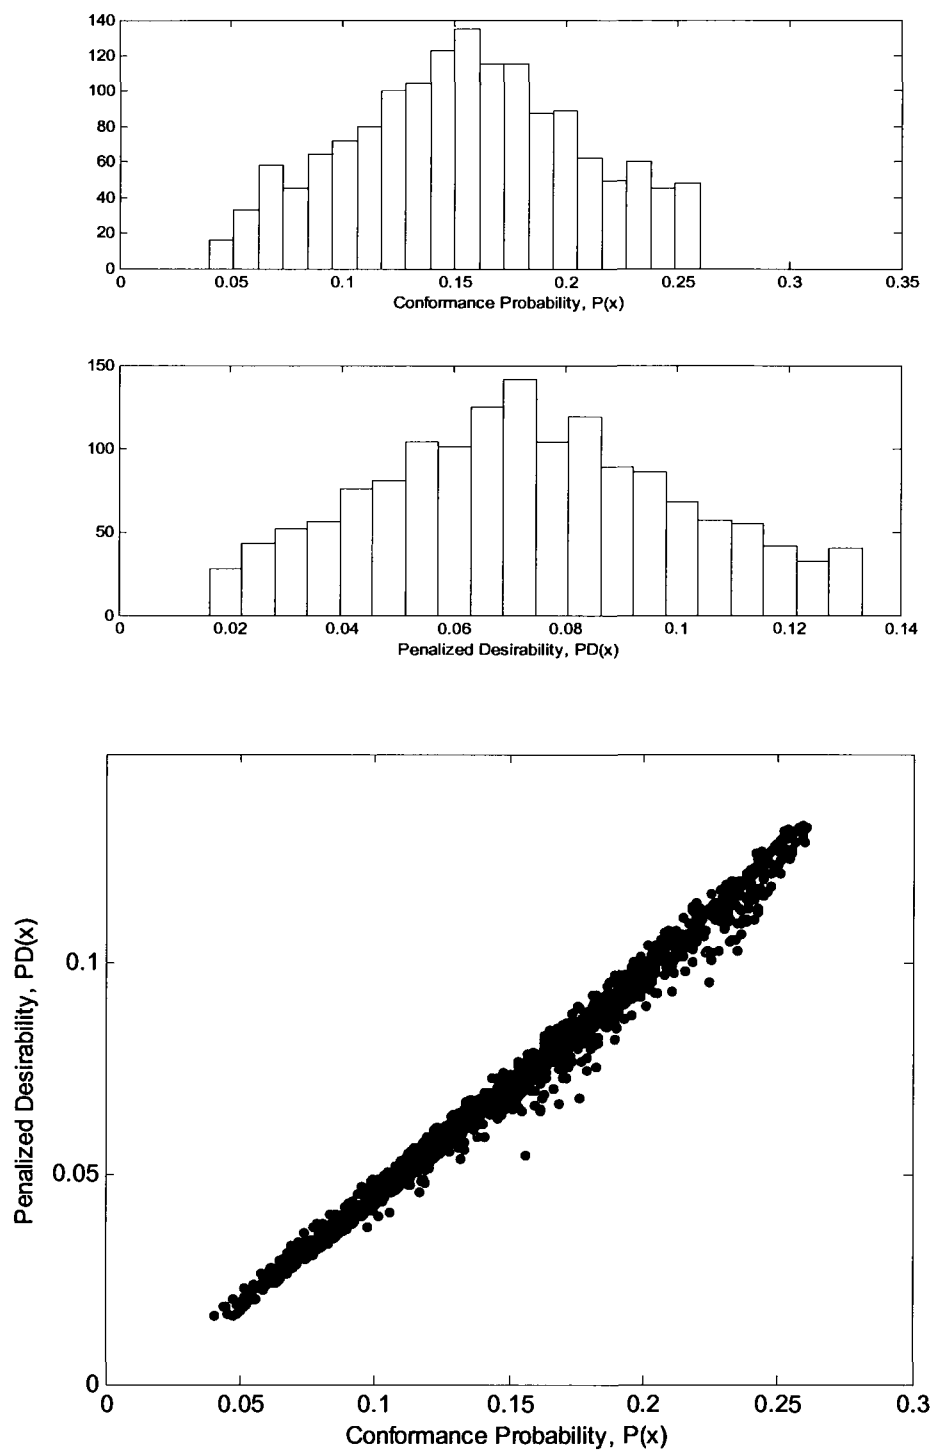 140
120
100
80
60
40
20
0
0 0.05 0.1 0.15 0.2 0.25 0.3 0.35
Conformance Probability, P(x)
150
100
50
0
0 0.02 0.04 0.06 0.08 0.1 0.12 0.14
Penalized Desirability, PD(x)
Penalized Desirability, PD(x)
0.1
0.05
0
0 0.05 0.1 0.15 0.2 0.25 0.3
Conformance Probability, P(x)